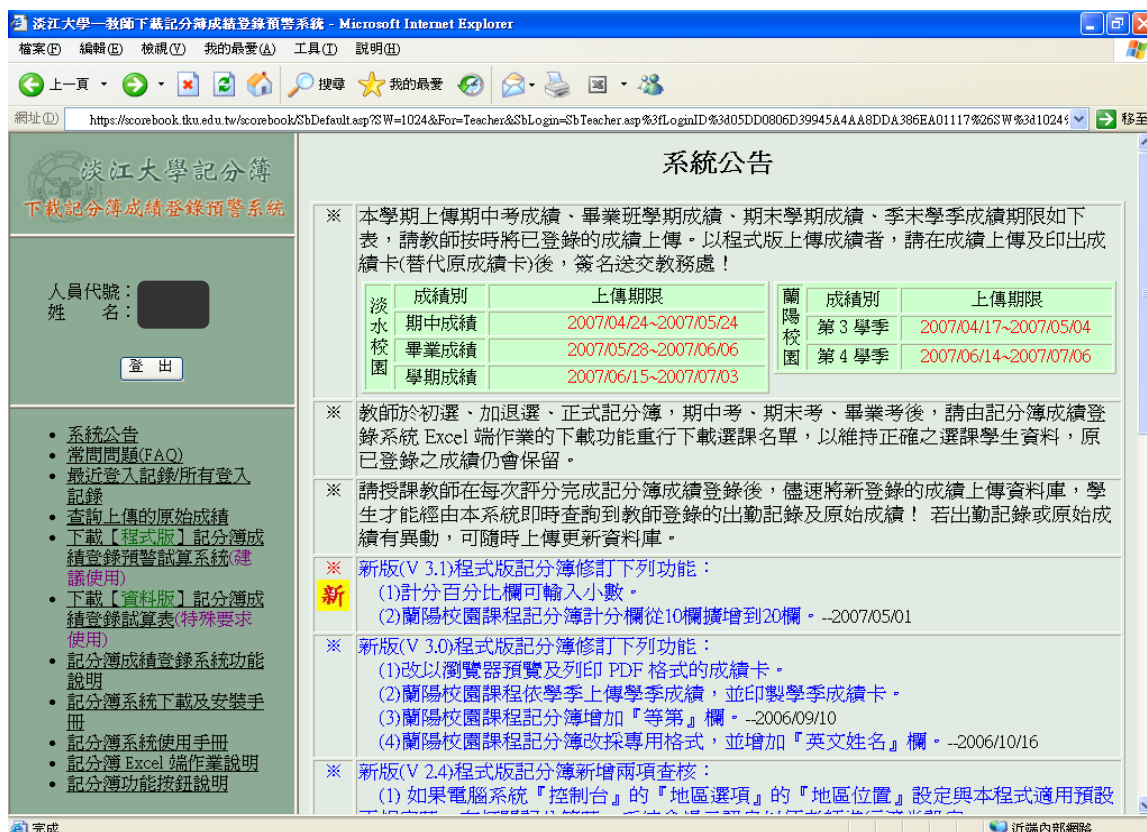 淡江大學—教師下載記分簿成績登錄預警系統 - Microsoft Internet Explorer
檔案(F) 編輯(E) 檢視(V) 我的最愛(A) 工具(T) 說明(H)
上一頁 搜尋 我的最愛
網址(D) https://scorebook.tku.edu.tw/scorebook/SbDefault.asp?SW=1024&For=Teacher&SbLogin=SbTeacher.asp%3fLoginID%3d05DD0806D39945A4AA8DDA386EA01117%26SW%3d1024 移至
淡江大學記分簿
下載記分簿成績登錄預警系統
人員代號：
姓 名：
登 出
• 系統公告
• 常問問題(FAQ)
• 最近登入記錄/所有登入
記錄
• 查詢上傳的原始成績
• 下載【程式版】記分簿成
績登錄預警試算系統(建
議使用)
• 下載【資料版】記分簿成
績登錄試算表(特殊要求
使用)
• 記分簿成績登錄系統功能
說明
• 記分簿系統下載及安裝手
冊
• 記分簿系統使用手冊
• 記分簿 Excel 端作業說明
• 記分簿功能按鈕說明
系統公告
※ 本學期上傳期中考成績、畢業班學期成績、期末學期成績、季末學季成績期限如下
表，請教師按時將已登錄的成績上傳。以程式版上傳成績者，請在成績上傳及印出成
績卡(替代原成績卡)後，簽名送交教務處！
淡水校園
成績別 上傳期限
期中成績 2007/04/24~2007/05/24
畢業成績 2007/05/28~2007/06/06
學期成績 2007/06/15~2007/07/03
蘭陽校園
成績別 上傳期限
第 3 學季 2007/04/17~2007/05/04
第 4 學季 2007/06/14~2007/07/06
※ 教師於初選、加退選、正式記分簿，期中考、期末考、畢業考後，請由記分簿成績登
錄系統 Excel 端作業的下載功能重行下載選課名單，以維持正確之選課學生資料，原
已登錄之成績仍會保留。
※ 請授課教師在每次評分完成記分簿成績登錄後，儘速將新登錄的成績上傳資料庫，學
生才能經由本系統即時查詢到教師登錄的出勤記錄及原始成績！ 若出勤記錄或原始成
績有異動，可隨時上傳更新資料庫。
※ 新版(V 3.1)程式版記分簿修訂下列功能：
新 (1)計分百分比欄可輸入小數。
(2)蘭陽校園課程記分簿計分欄從10欄擴增到20欄。--2007/05/01
※ 新版(V 3.0)程式版記分簿修訂下列功能：
(1)改以瀏覽器預覽及列印 PDF 格式的成績卡。
(2)蘭陽校園課程依學季上傳學季成績，並印製學季成績卡。
(3)蘭陽校園課程記分簿增加『等第』欄。--2006/09/10
(4)蘭陽校園課程記分簿改採專用格式，並增加『英文姓名』欄。--2006/10/16
※ 新版(V 2.4)程式版記分簿新增兩項查核：
(1) 如果電腦系統『控制台』的『地區選項』的『地區位置』設定與本程式適用預設
完成 近端內部網路